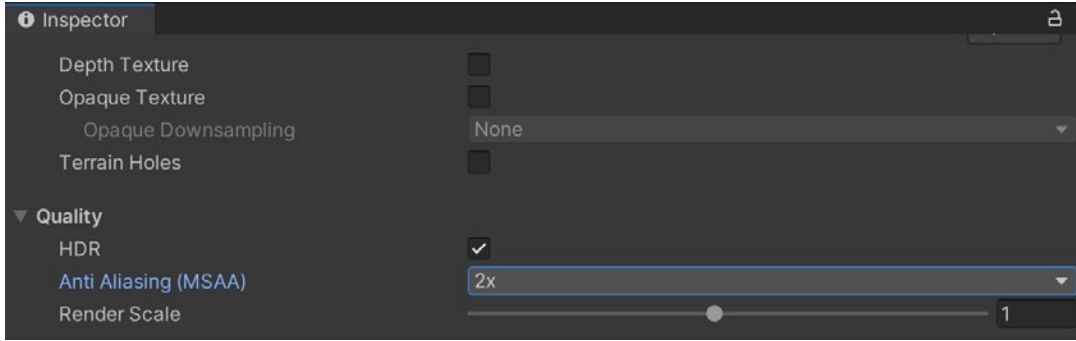 Inspector
Depth Texture
Opaque Texture
Opaque Downsampling None
Terrain Holes
Quality
HDR
Anti Aliasing (MSAA) 2x
Render Scale 1